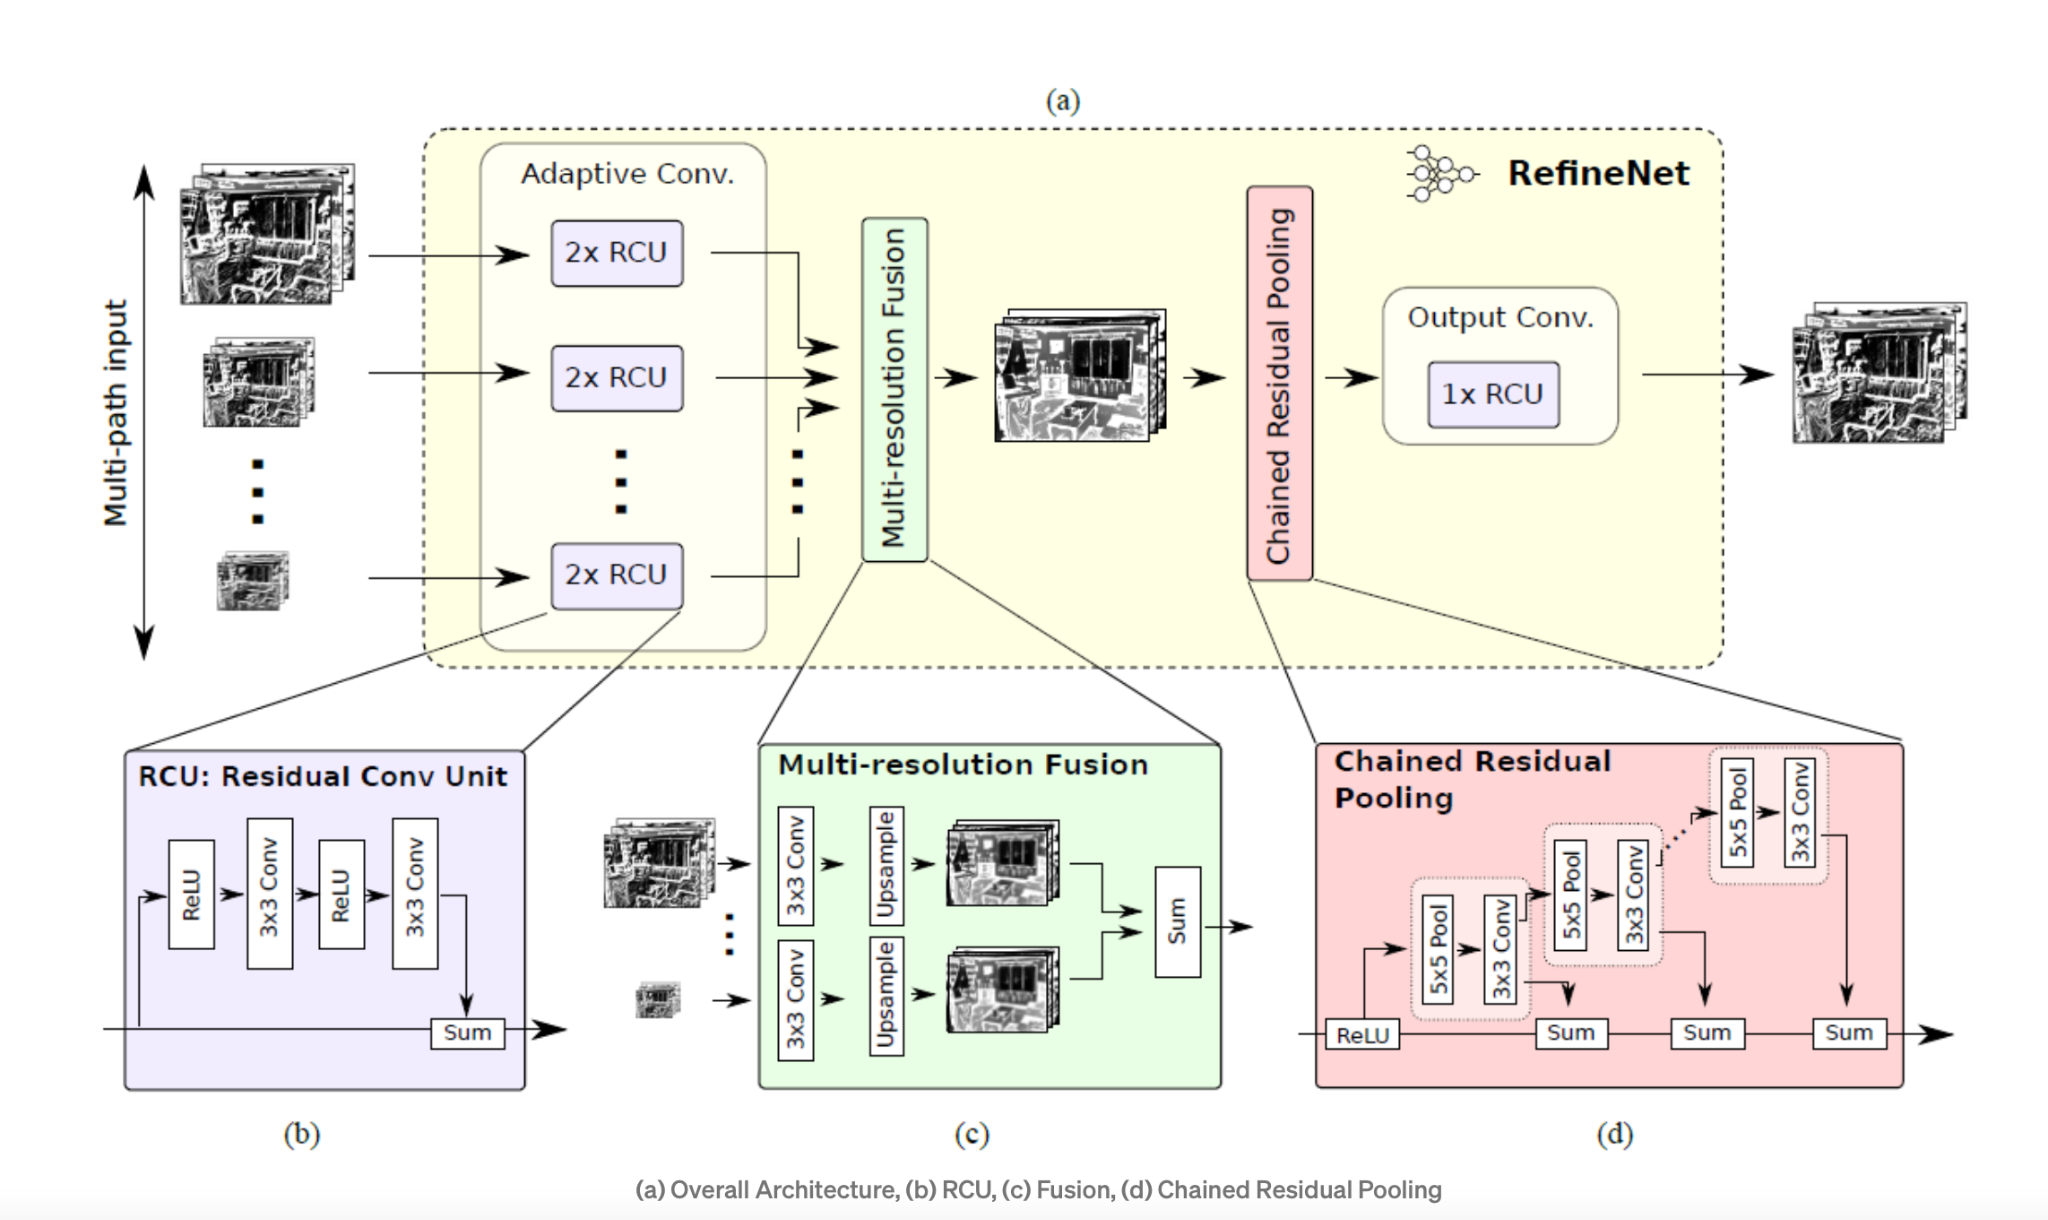 (a)
RefineNet
Adaptive Conv.
2x RCU
2x RCU
2x RCU
Multi-path input
Multi-resolution Fusion
Chained Residual Pooling
Output Conv.
1x RCU
RCU: Residual Conv Unit
ReLU
3x3 Conv
ReLU
3x3 Conv
Sum
Multi-resolution Fusion
3x3 Conv
Upsample
3x3 Conv
Upsample
Sum
Chained Residual
Pooling
5x5 Pool
3x3 Conv
5x5 Pool
3x3 Conv
5x5 Pool
3x3 Conv
ReLU
Sum
Sum
Sum
(b)
(c)
(d)
(a) Overall Architecture, (b) RCU, (c) Fusion, (d) Chained Residual Pooling